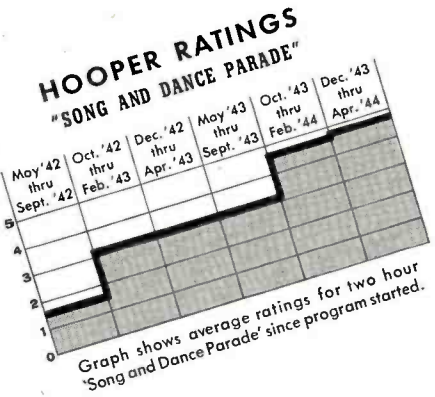 HOOPER RATINGS
"SONG AND DANCE PARADE"
May '42 thru Sept. '42
Oct. '42 thru Feb. '43
Dec. '42 thru Apr. '43
May '43 thru Sept. '43
Oct. '43 thru Feb. '44
Dec. '43 thru Apr. '44
5
4
3
2
1
0
Graph shows average ratings for two hour
'Song and Dance Parade' since program started.